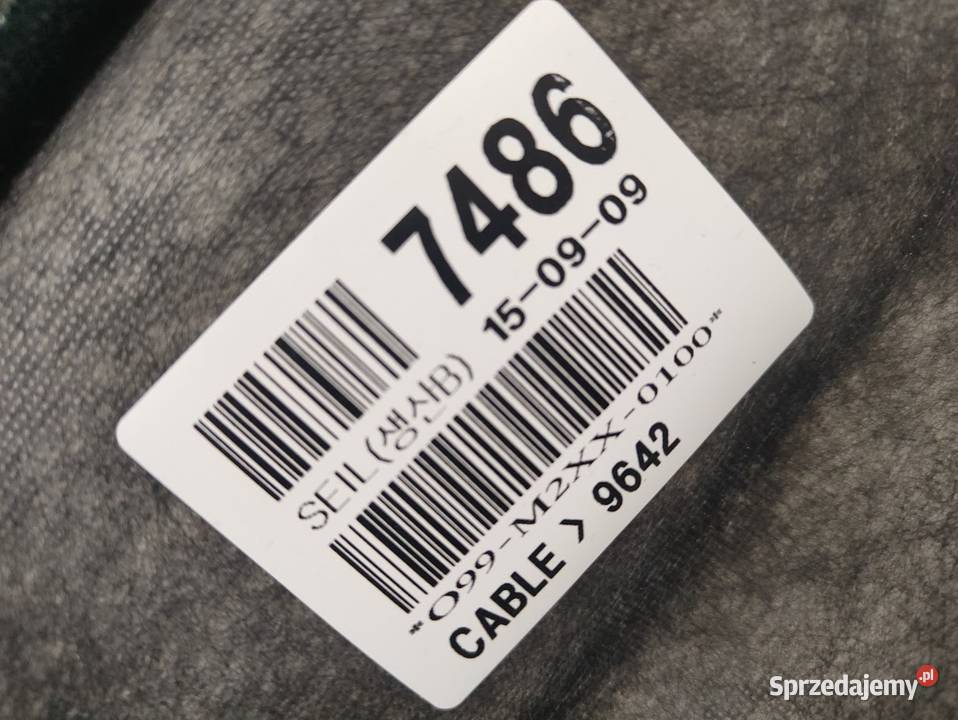 7486
15-09-09
SEIL(생산B)
*O99-M2XX-0100*
CABLE > 9642
Sprzedajemy.pl